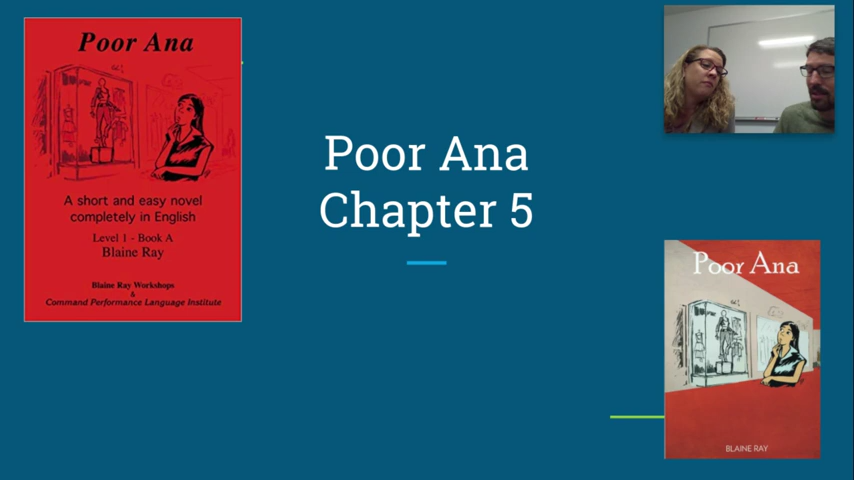 Poor Ana
A short and easy novel
completely in English
Level 1 - Book A
Blaine Ray
Blaine Ray Workshops
&
Command Performance Language Institute
Poor Ana
Chapter 5
Poor Ana
BLAINE RAY